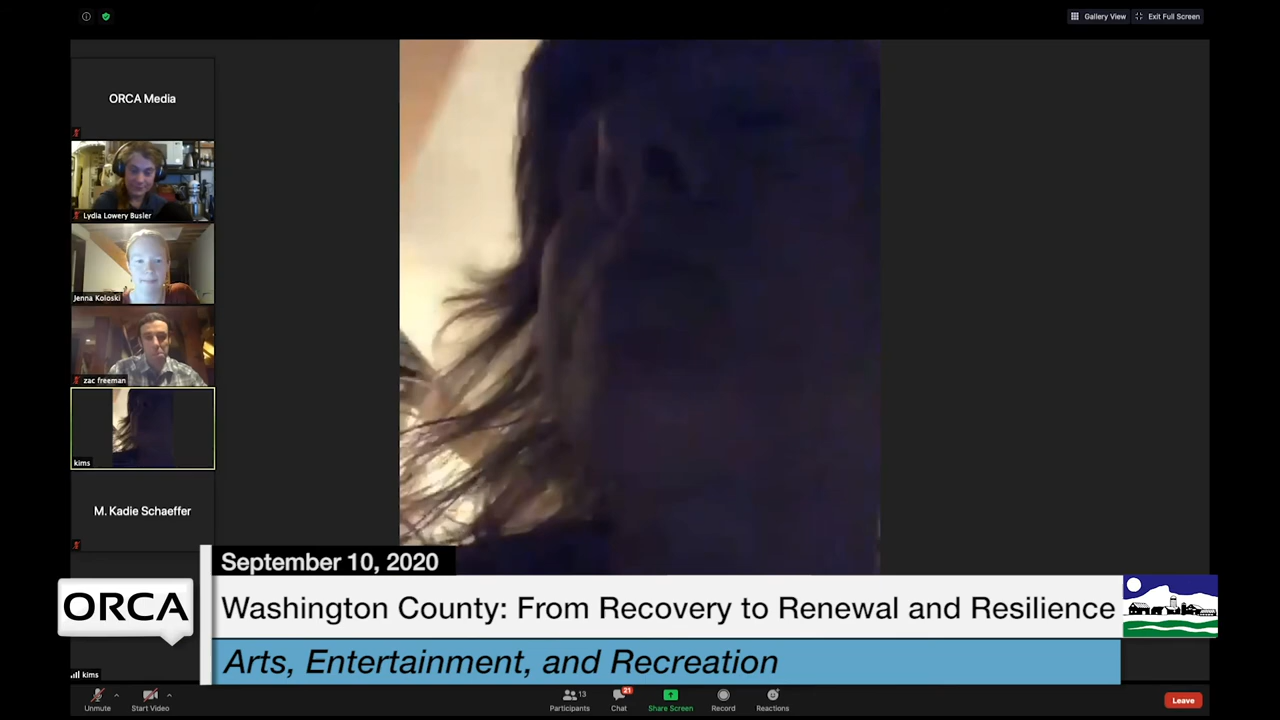 Gallery View
Exit Full Screen
ORCA Media
Lydia Lowery Busler
Jenna Koloski
zac freeman
kims
M. Kadie Schaeffer
September 10, 2020
ORCA
Washington County: From Recovery to Renewal and Resilience
Arts, Entertainment, and Recreation
kims
Unmute
Start Video
13
Participants
21
Chat
Share Screen
Record
Reactions
Leave